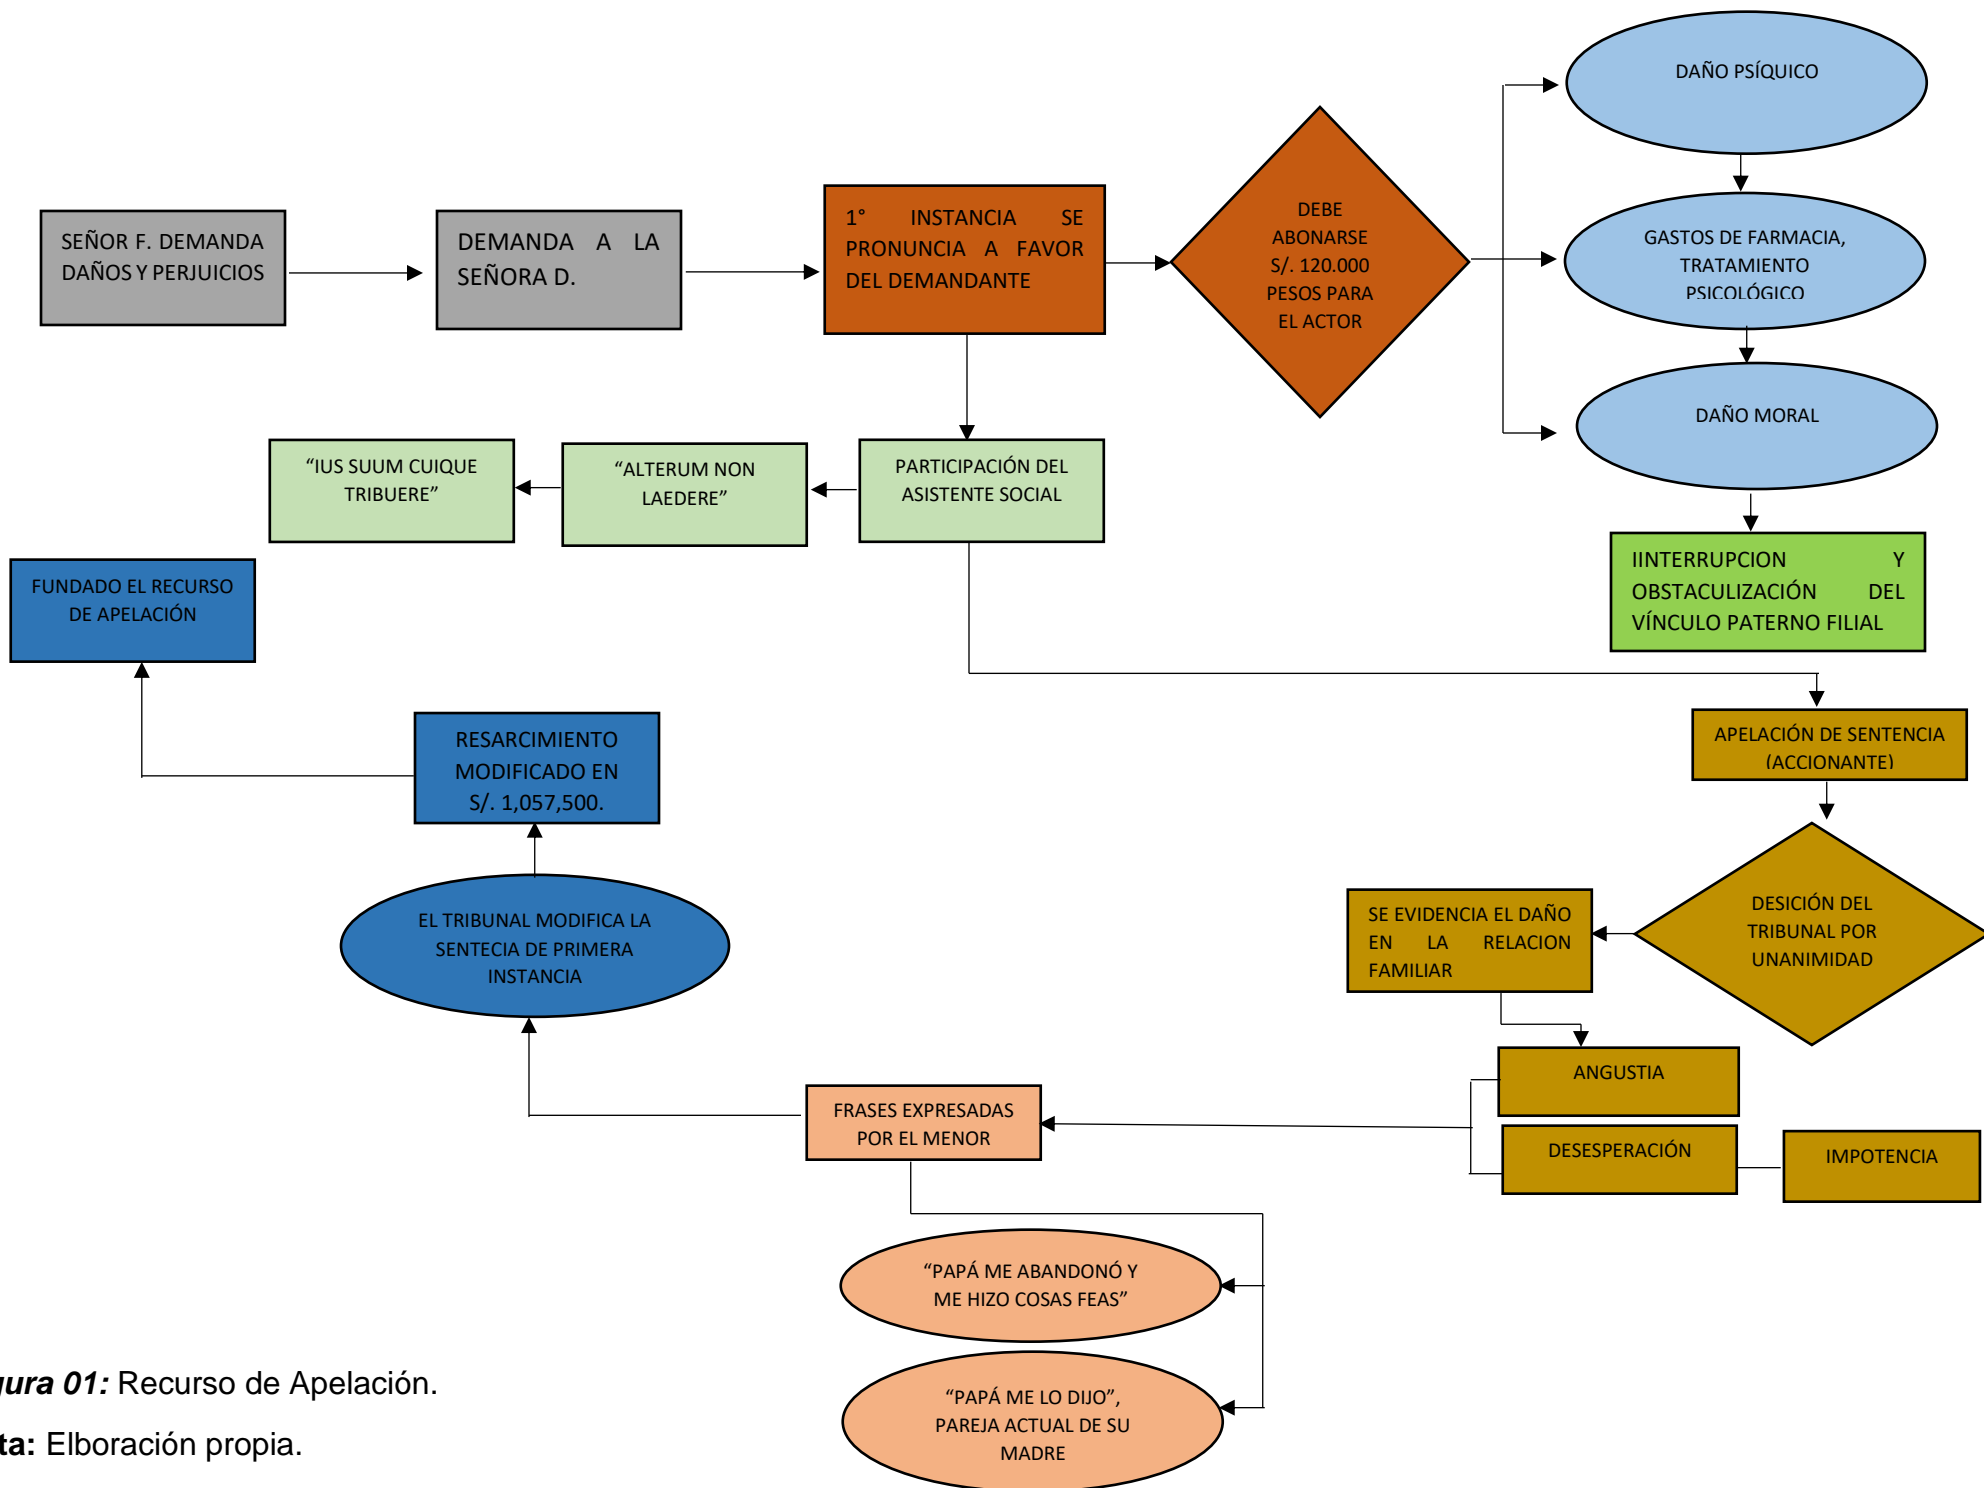 SEÑOR F. DEMANDA
DAÑOS Y PERJUICIOS
DEMANDA A LA
SEÑORA D.
1° INSTANCIA SE
PRONUNCIA A FAVOR
DEL DEMANDANTE
DEBE
ABONARSE
S/. 120.000
PESOS PARA
EL ACTOR
DAÑO PSÍQUICO
GASTOS DE FARMACIA,
TRATAMIENTO
PSICOLÓGICO
DAÑO MORAL
IINTERRUPCION Y
OBSTACULIZACIÓN DEL
VÍNCULO PATERNO FILIAL
PARTICIPACIÓN DEL
ASISTENTE SOCIAL
“ALTERUM NON
LAEDERE”
“IUS SUUM CUIQUE
TRIBUERE”
APELACIÓN DE SENTENCIA
(ACCIONANTE)
DESICIÓN DEL
TRIBUNAL POR
UNANIMIDAD
SE EVIDENCIA EL DAÑO
EN LA RELACION
FAMILIAR
ANGUSTIA
DESESPERACIÓN
IMPOTENCIA
FRASES EXPRESADAS
POR EL MENOR
“PAPÁ ME ABANDONÓ Y
ME HIZO COSAS FEAS”
“PAPÁ ME LO DIJO”,
PAREJA ACTUAL DE SU
MADRE
EL TRIBUNAL MODIFICA LA
SENTECIA DE PRIMERA
INSTANCIA
RESARCIMIENTO
MODIFICADO EN
S/. 1,057,500.
FUNDADO EL RECURSO
DE APELACIÓN
gura 01: Recurso de Apelación.
ta: Elboración propia.